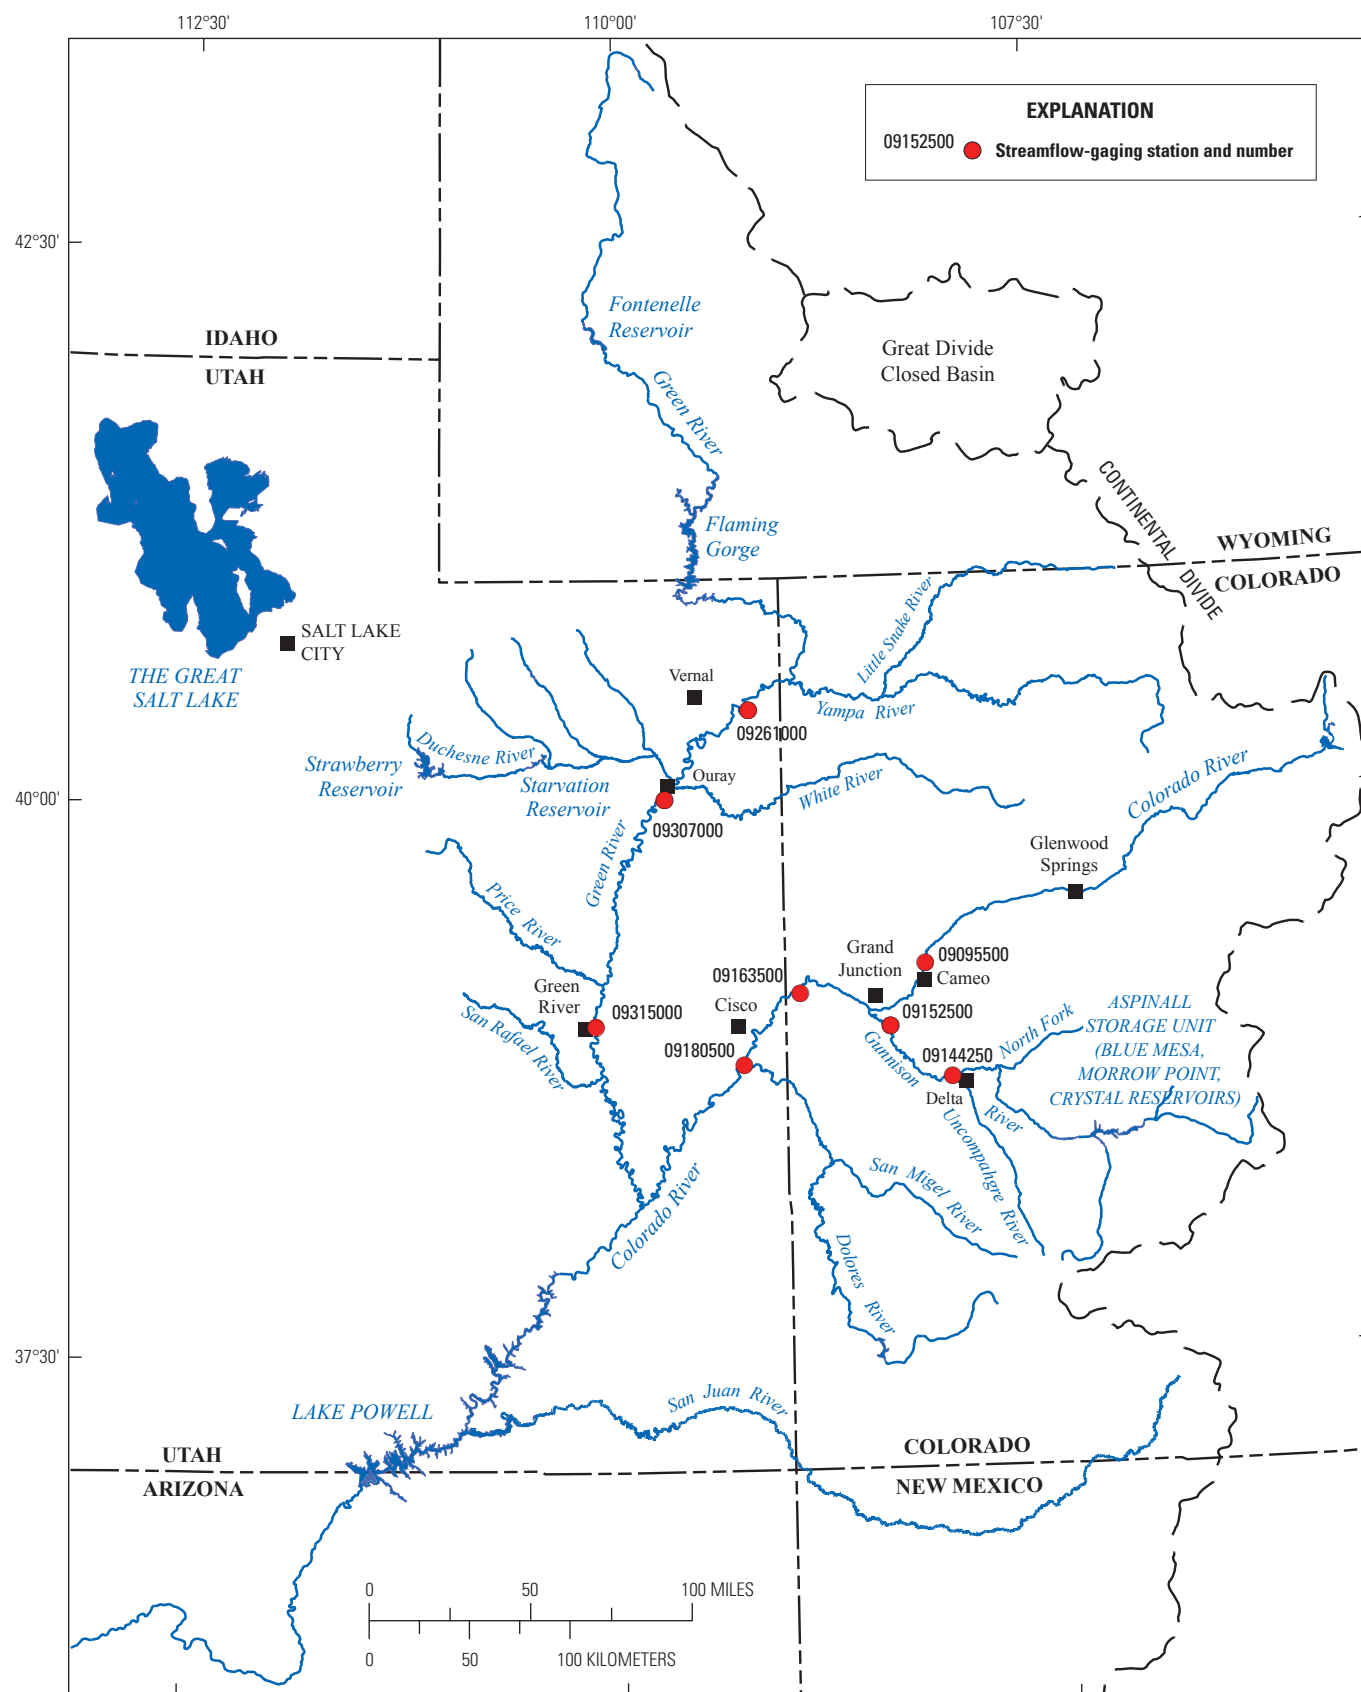 112°30'
110°00'
107°30'
EXPLANATION
09152500
Streamflow-gaging station and number
42°30'
Fontenelle
Reservoir
IDAHO
UTAH
Great Divide
Closed Basin
Green River
CONTINENTAL DIVIDE
Flaming
Gorge
WYOMING
COLORADO
Little Snake River
SALT LAKE
CITY
THE GREAT
SALT LAKE
Vernal
Yampa River
09261000
Duchesne River
Strawberry
Reservoir
Starvation
Reservoir
Ouray
White River
Colorado River
40°00'
09307000
Glenwood
Springs
Green River
Price River
Grand
Junction
09095500
Cameo
09163500
Green
River
09315000
Cisco
09152500
ASPINALL
STORAGE UNIT
(BLUE MESA,
MORROW POINT,
CRYSTAL RESERVOIRS)
San Rafael River
09180500
Gunnison
River
09144250
North Fork
Delta
Uncompahgre River
San Migel River
Colorado River
Dolores River
37°30'
San Juan River
LAKE POWELL
UTAH
ARIZONA
COLORADO
NEW MEXICO
0
50
100 MILES
0
50
100 KILOMETERS